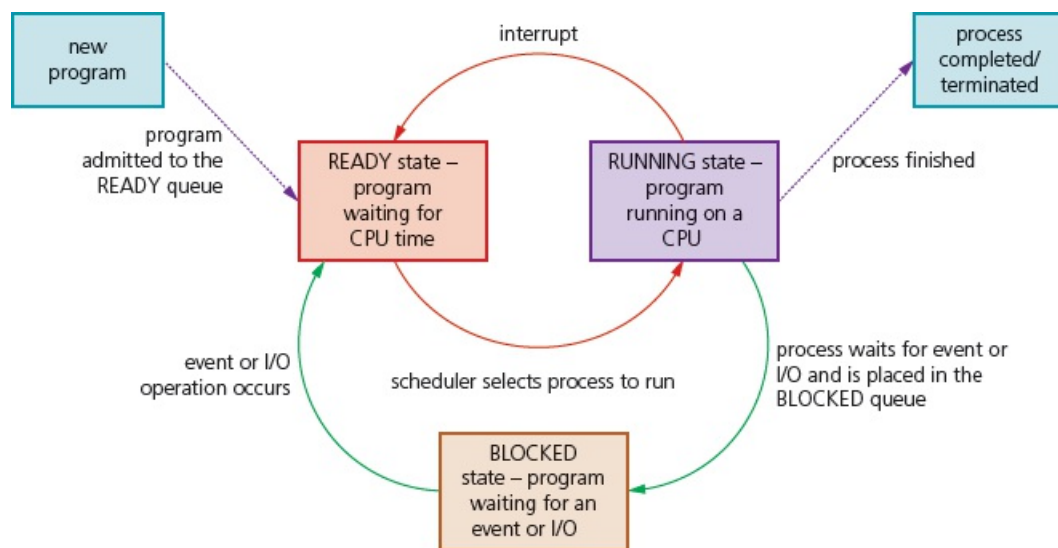 new
program
interrupt
process
completed/
terminated
program
admitted to the
READY queue
READY state –
program
waiting for
CPU time
RUNNING state –
program
running on a
CPU
process finished
event or I/O
operation occurs
scheduler selects process to run
process waits for event or
I/O and is placed in the
BLOCKED queue
BLOCKED
state – program
waiting for an
event or I/O